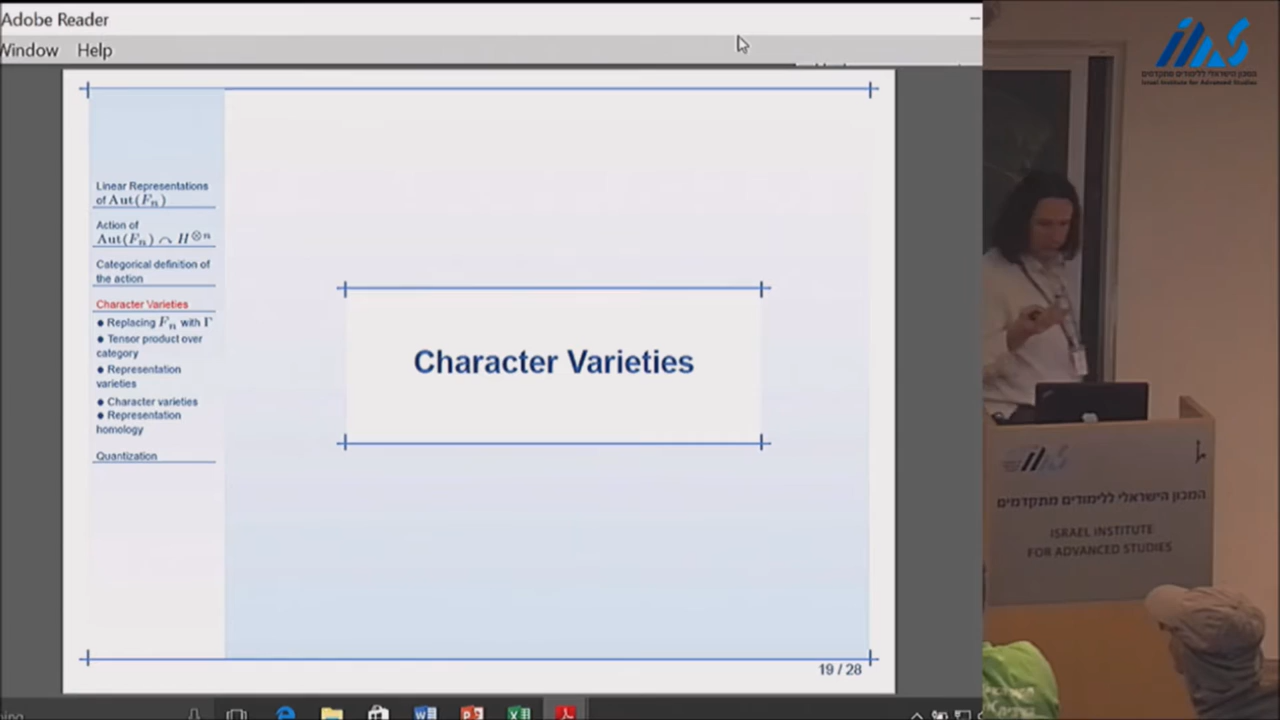 Adobe Reader
Window Help
Linear Representations
of Aut(Fₙ)
Action of
Aut(Fₙ) ⌒ H⊗ⁿ
Categorical definition of
the action
Character Varieties
● Replacing Fₙ with Γ
● Tensor product over
category
● Representation
varieties
● Character varieties
● Representation
homology
Quantization
Character Varieties
19 / 28
המכון הישראלי ללימודים מתקדמים
Israel Institute for Advanced Studies
המכון הישראלי ללימודים מתקדמים
ISRAEL INSTITUTE
FOR ADVANCED STUDIES